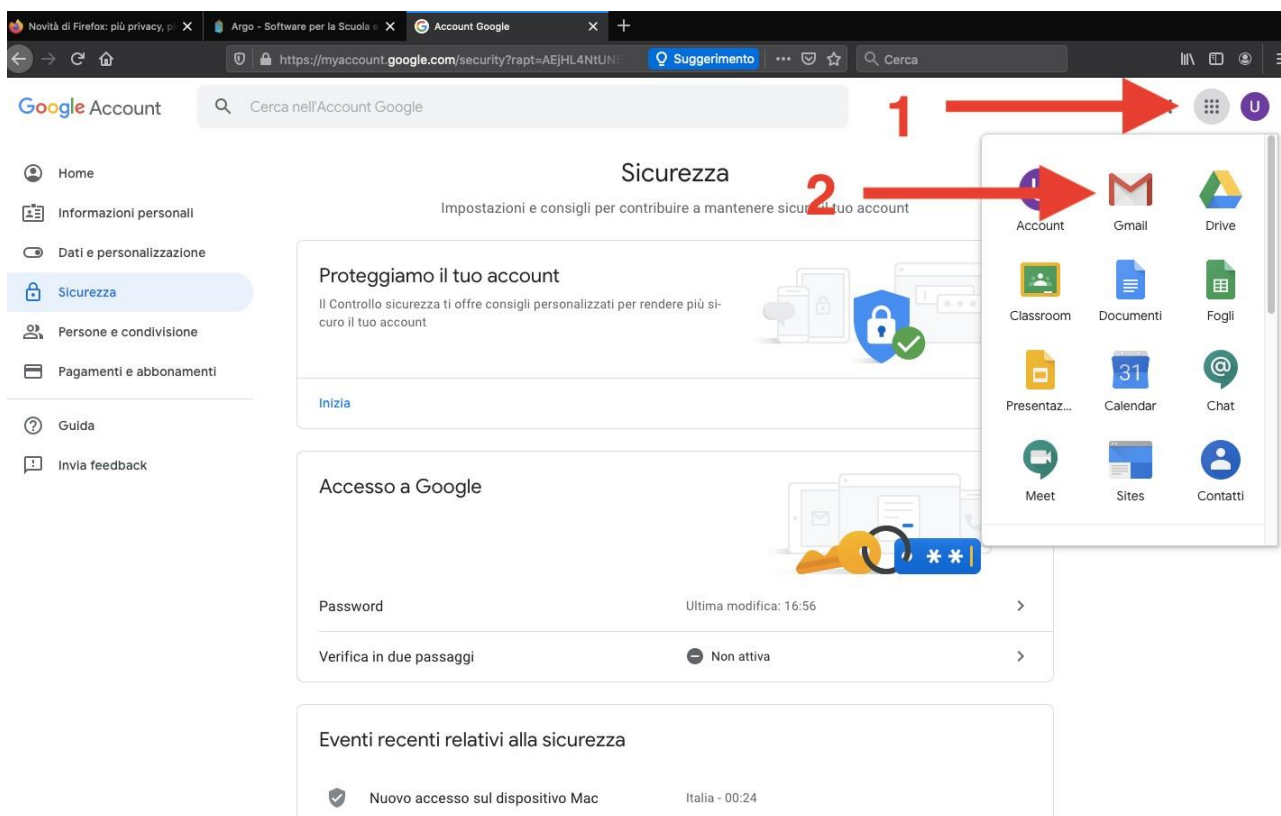 Novità di Firefox: più privacy, pi
Argo - Software per la Scuola e
Account Google
https://myaccount.google.com/security?rapt=AEjHL4NtUN
Suggerimento
Cerca
Google Account
Cerca nell'Account Google
1
U
Home
Informazioni personali
Dati e personalizzazione
Sicurezza
Persone e condivisione
Pagamenti e abbonamenti
Guida
Invia feedback
Sicurezza
2
Impostazioni e consigli per contribuire a mantenere sicuro il tuo account
Proteggiamo il tuo account
Il Controllo sicurezza ti offre consigli personalizzati per rendere più si-
curo il tuo account
Inizia
Accesso a Google
**
Password
Ultima modifica: 16:56
Verifica in due passaggi
Non attiva
Eventi recenti relativi alla sicurezza
Nuovo accesso sul dispositivo Mac
Italia - 00:24
Account
Gmail
Drive
Classroom
Documenti
Fogli
31
Presentaz...
Calendar
Chat
Meet
Sites
Contatti